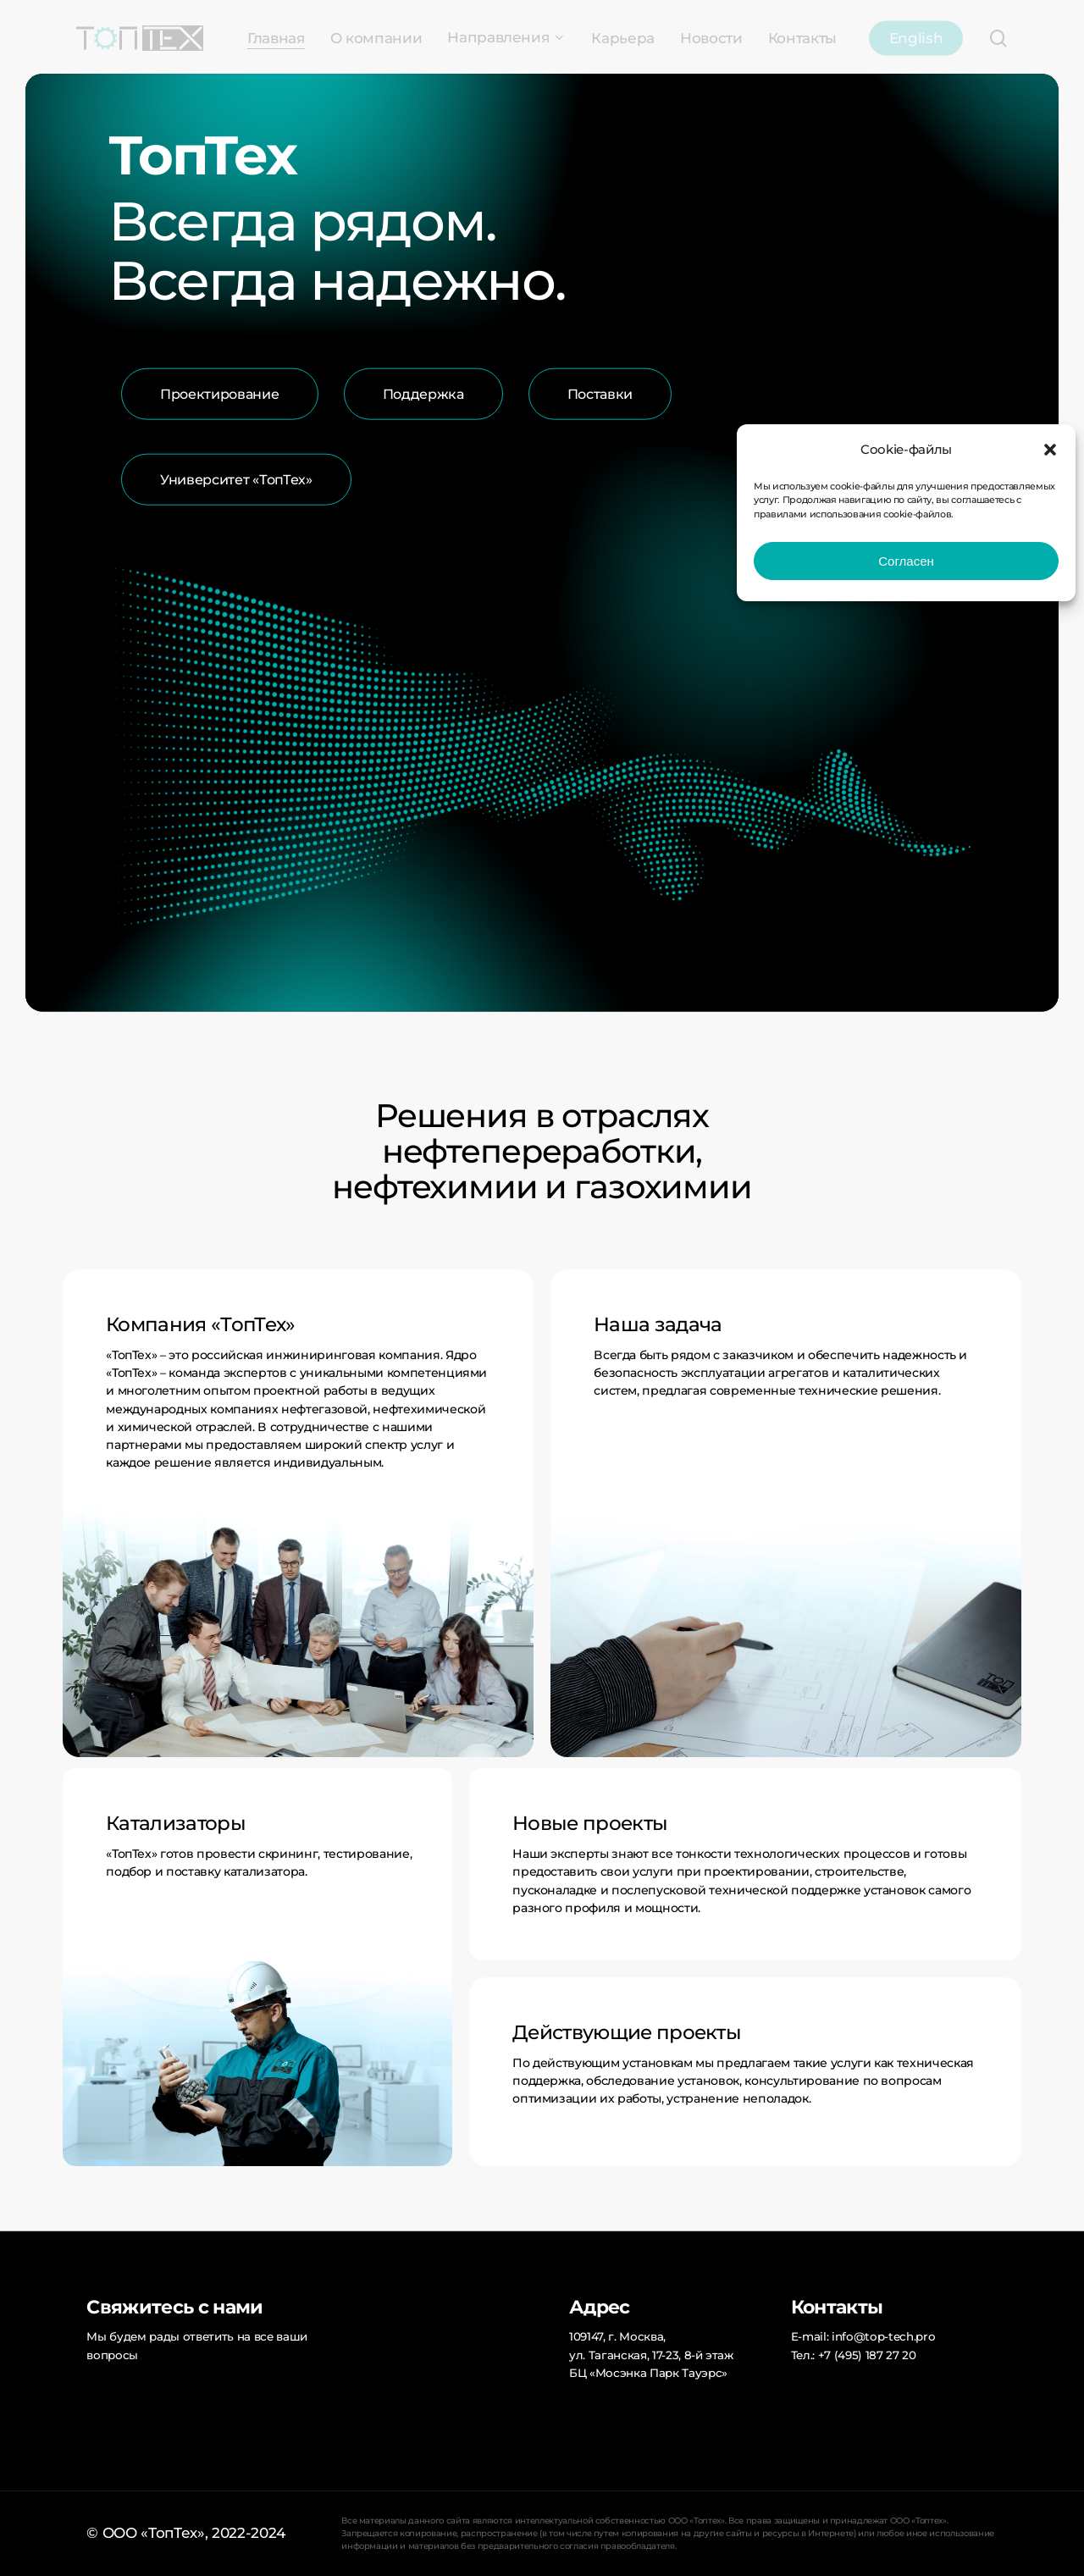 ТОПТЕХ
Главная
О компании
Направления
Карьера
Новости
Контакты
English
ТопТех
Всегда рядом.
Всегда надежно.
Проектирование
Поддержка
Поставки
Университет «ТопТех»
Cookie-файлы
Мы используем cookie-файлы для улучшения предоставляемых
услуг. Продолжая навигацию по сайту, вы соглашаетесь с
правилами использования cookie-файлов.
Согласен
Решения в отраслях
нефтепереработки,
нефтехимии и газохимии
Компания «ТопТех»
«ТопТех» – это российская инжиниринговая компания. Ядро
«ТопТех» – команда экспертов с уникальными компетенциями
и многолетним опытом проектной работы в ведущих
международных компаниях нефтегазовой, нефтехимической
и химической отраслей. В сотрудничестве с нашими
партнерами мы предоставляем широкий спектр услуг и
каждое решение является индивидуальным.
Наша задача
Всегда быть рядом с заказчиком и обеспечить надежность и
безопасность эксплуатации агрегатов и каталитических
систем, предлагая современные технические решения.
ТОП
ТЕХ
Катализаторы
«ТопТех» готов провести скрининг, тестирование,
подбор и поставку катализатора.
Новые проекты
Наши эксперты знают все тонкости технологических процессов и готовы
предоставить свои услуги при проектировании, строительстве,
пусконаладке и послепусковой технической поддержке установок самого
разного профиля и мощности.
Действующие проекты
По действующим установкам мы предлагаем такие услуги как техническая
поддержка, обследование установок, консультирование по вопросам
оптимизации их работы, устранение неполадок.
Свяжитесь с нами
Мы будем рады ответить на все ваши
вопросы
Адрес
109147, г. Москва,
ул. Таганская, 17-23, 8-й этаж
БЦ «Мосэнка Парк Тауэрс»
Контакты
E-mail: info@top-tech.pro
Тел.: +7 (495) 187 27 20
© ООО «ТопТех», 2022-2024
Все материалы данного сайта являются интеллектуальной собственностью ООО «Топтех». Все права защищены и принадлежат ООО «Топтех».
Запрещается копирование, распространение (в том числе путем копирования на другие сайты и ресурсы в Интернете) или любое иное использование
информации и материалов без предварительного согласия правообладателя.